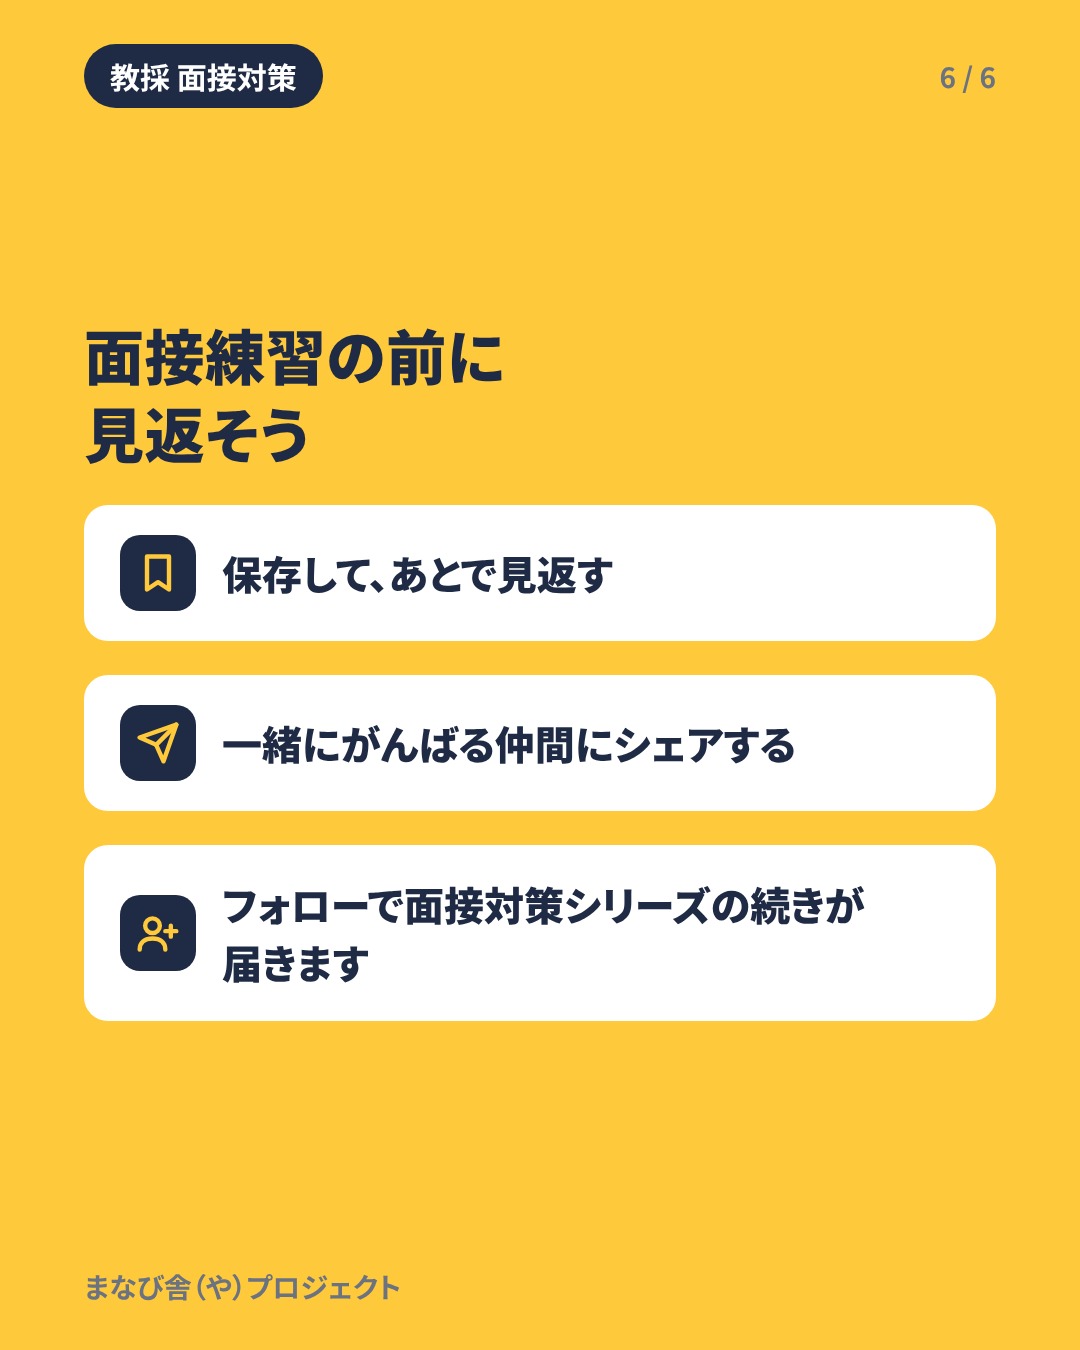 教採 面接対策
6 / 6
面接練習の前に
見返そう
保存して、あとで見返す
一緒にがんばる仲間にシェアする
フォローで面接対策シリーズの続きが
届きます
まなび舎（や）プロジェクト